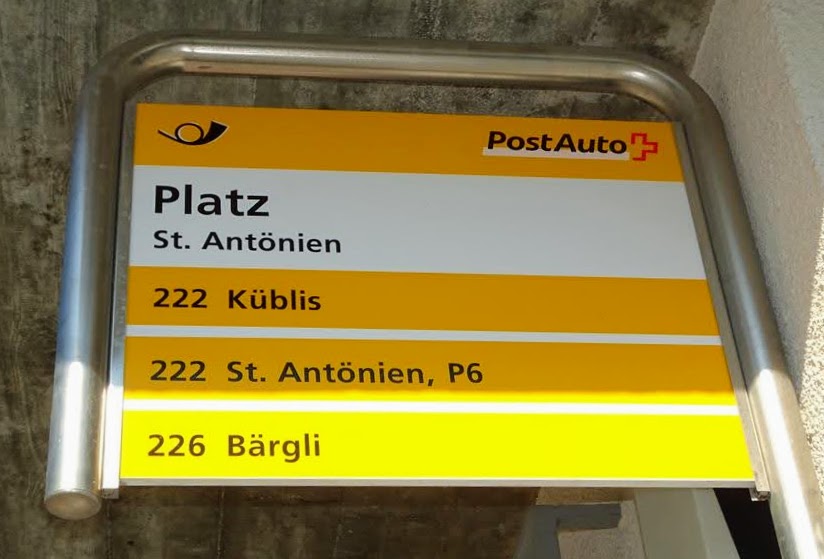 PostAuto
Platz
St. Antönien
222 Küblis
222 St. Antönien, P6
226 Bärgli